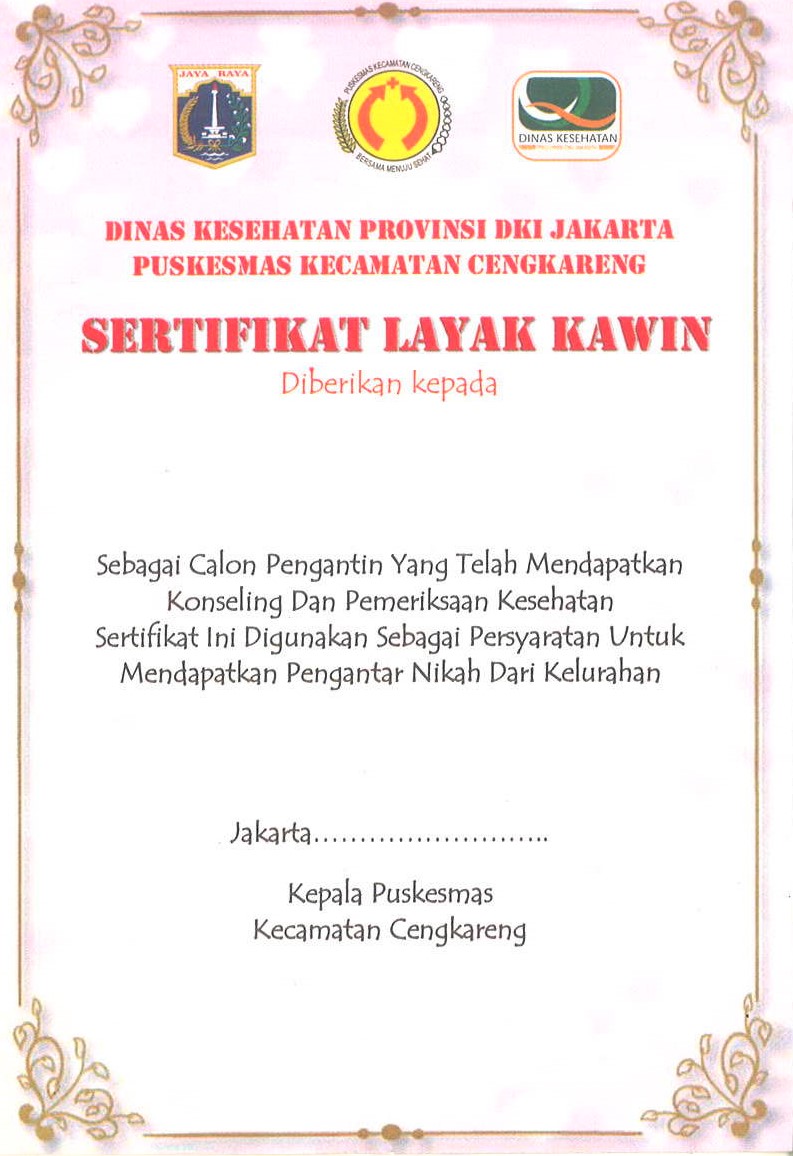 JAYA RAYA
PUSKESMAS KECAMATAN CENGKARENG
BERSAMA MENUJU SEHAT
DINAS KESEHATAN
DINAS KESEHATAN PROVINSI DKI JAKARTA
PUSKESMAS KECAMATAN CENGKARENG
SERTIFIKAT LAYAK KAWIN
Diberikan kepada
Sebagai Calon Pengantin Yang Telah Mendapatkan
Konseling Dan Pemeriksaan Kesehatan
Sertifikat Ini Digunakan Sebagai Persyaratan Untuk
Mendapatkan Pengantar Nikah Dari Kelurahan
Jakarta...........................
Kepala Puskesmas
Kecamatan Cengkareng